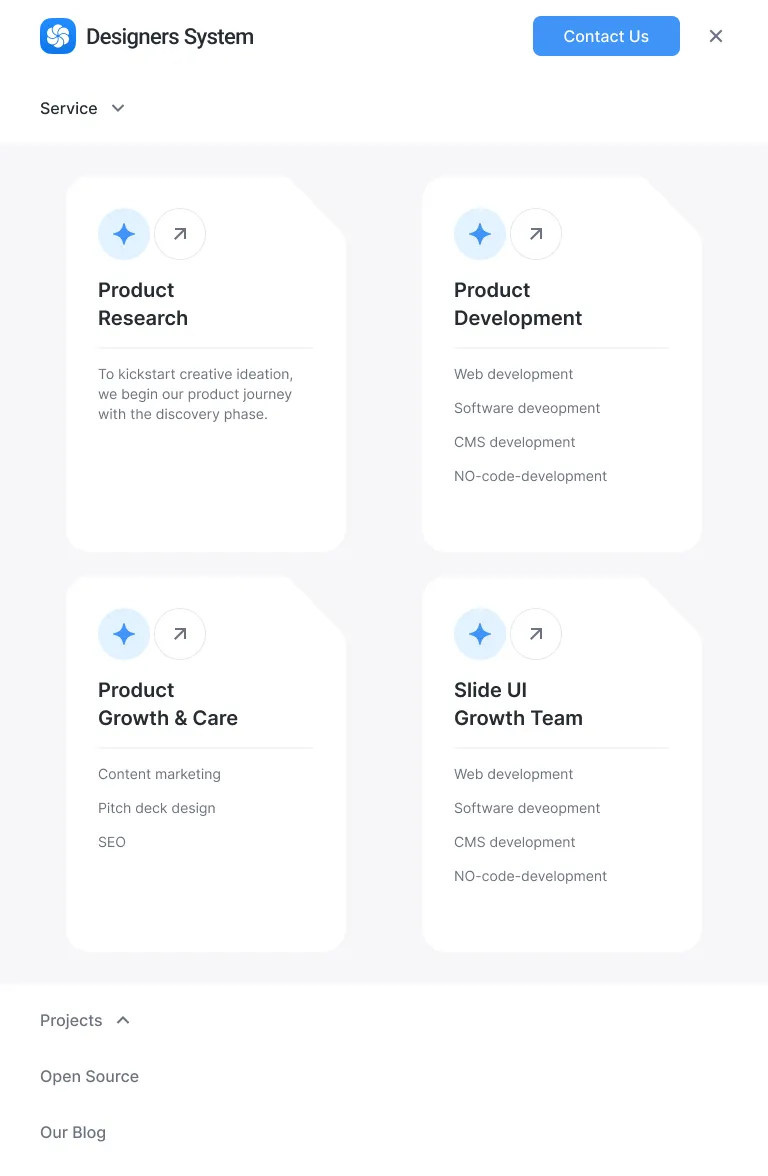 Designers System
Contact Us
Service
Product
Research
To kickstart creative ideation,
we begin our product journey
with the discovery phase.
Product
Development
Web development
Software deveopment
CMS development
NO-code-development
Product
Growth & Care
Content marketing
Pitch deck design
SEO
Slide UI
Growth Team
Web development
Software deveopment
CMS development
NO-code-development
Projects
Open Source
Our Blog